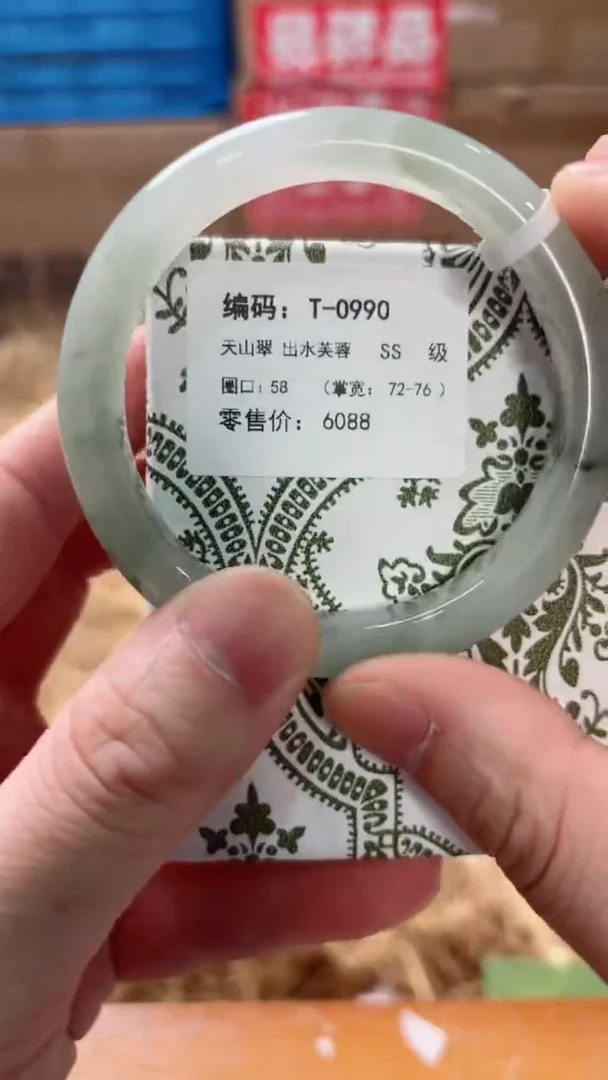 编码：T-0990
天山翠 出水芙蓉 SS 级
圈口：58 （掌宽：72-76）
零售价：6088